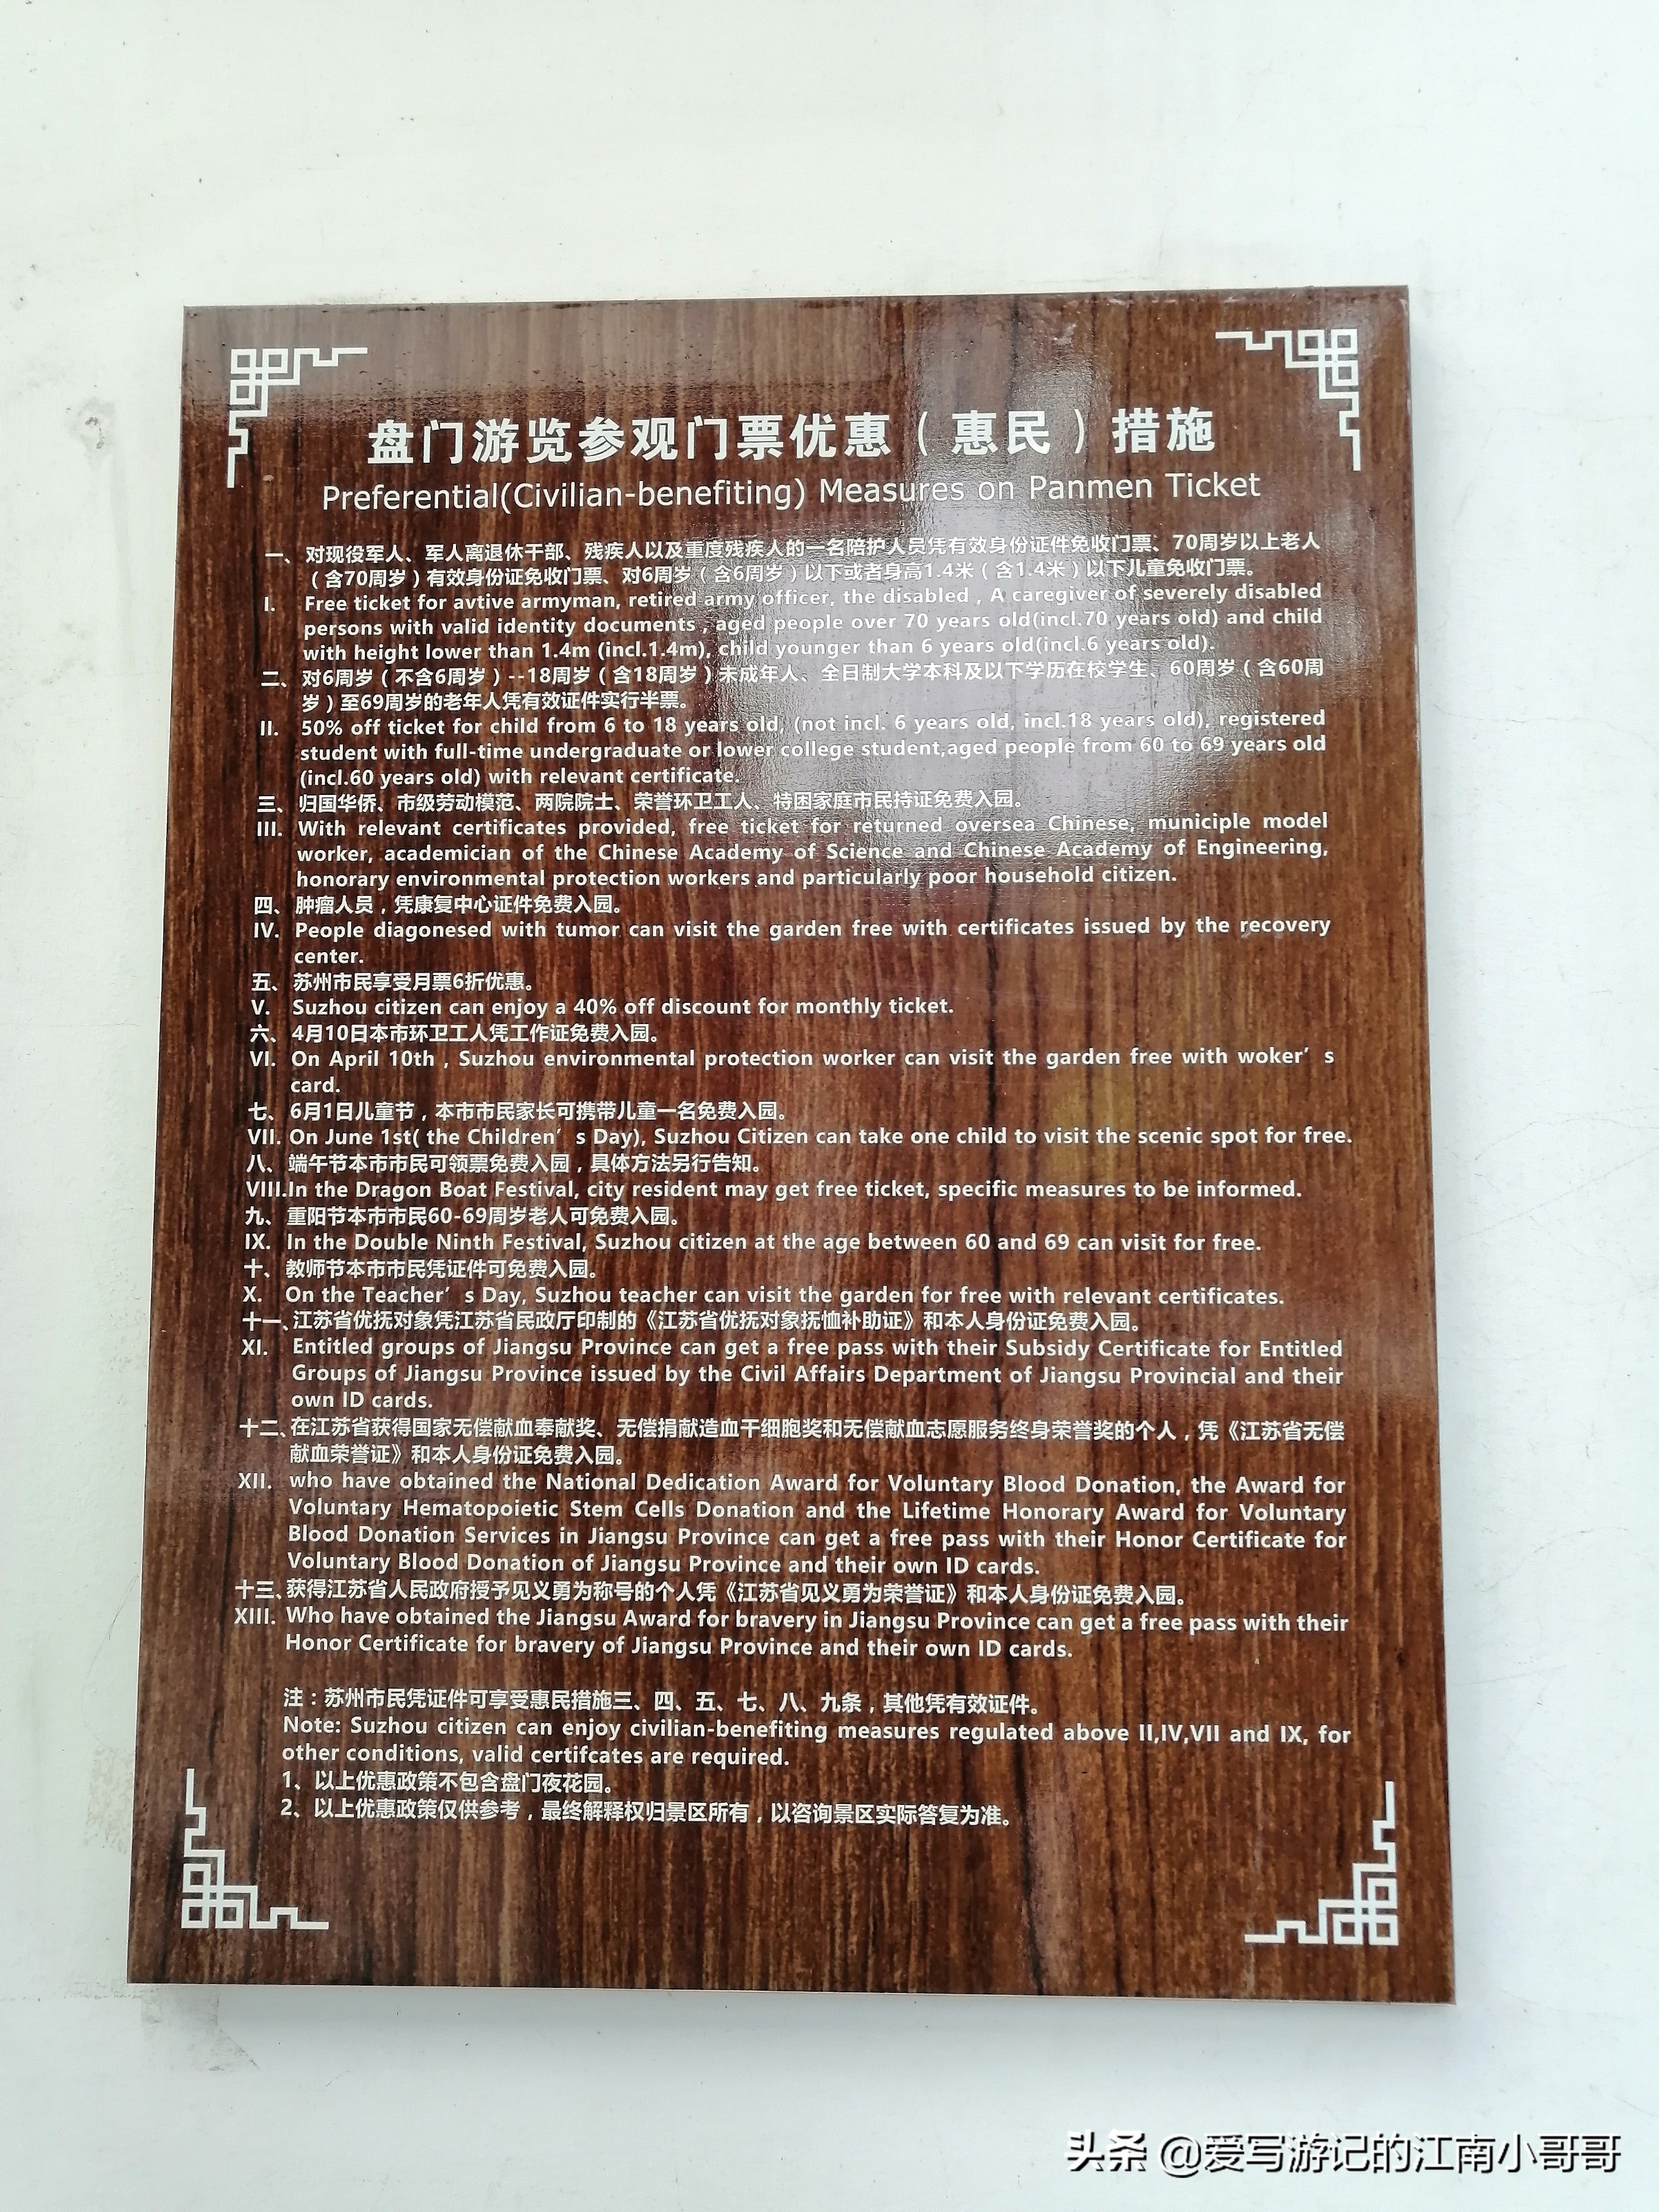 盘门游览参观门票优惠（惠民）措施
Preferential(Civilian-benefiting) Measures on Panmen Ticket
一、对现役军人、军人离退休干部、残疾人以及重度残疾人的一名陪护人员凭有效身份证件免收门票、70周岁以上老人
（含70周岁）有效身份证免收门票、对6周岁（含6周岁）以下或者身高1.4米（含1.4米）以下儿童免收门票。
I. Free ticket for avtive armyman, retired army officer, the disabled , A caregiver of severely disabled
persons with valid identity documents , aged people over 70 years old(incl.70 years old) and child
with height lower than 1.4m (incl.1.4m), child younger than 6 years old(incl.6 years old).
二、对6周岁（不含6周岁）--18周岁（含18周岁）未成年人、全日制大学本科及以下学历在校学生、60周岁（含60周
岁）至69周岁的老年人凭有效证件实行半票。
II. 50% off ticket for child from 6 to 18 years old, (not incl. 6 years old, incl.18 years old), registered
student with full-time undergraduate or lower college student,aged people from 60 to 69 years old
(incl.60 years old) with relevant certificate.
三、归国华侨、市级劳动模范、两院院士、荣誉环卫工人、特困家庭市民持证免费入园。
III. With relevant certificates provided, free ticket for returned oversea Chinese, municiple model
worker, academician of the Chinese Academy of Science and Chinese Academy of Engineering,
honorary environmental protection workers and particularly poor household citizen.
四、肿瘤人员，凭康复中心证件免费入园。
IV. People diagonesed with tumor can visit the garden free with certificates issued by the recovery
center.
五、苏州市民享受月票6折优惠。
V. Suzhou citizen can enjoy a 40% off discount for monthly ticket.
六、4月10日本市环卫工人凭工作证免费入园。
VI. On April 10th , Suzhou environmental protection worker can visit the garden free with woker’s
card.
七、6月1日儿童节，本市市民家长可携带儿童一名免费入园。
VII. On June 1st( the Children’s Day), Suzhou Citizen can take one child to visit the scenic spot for free.
八、端午节本市市民可领票免费入园，具体方法另行告知。
VIII.In the Dragon Boat Festival, city resident may get free ticket, specific measures to be informed.
九、重阳节本市市民60-69周岁老人可免费入园。
IX. In the Double Ninth Festival, Suzhou citizen at the age between 60 and 69 can visit for free.
十、教师节本市市民凭证件可免费入园。
X. On the Teacher’s Day, Suzhou teacher can visit the garden for free with relevant certificates.
十一、江苏省优抚对象凭江苏省民政厅印制的《江苏省优抚对象抚恤补助证》和本人身份证免费入园。
XI. Entitled groups of Jiangsu Province can get a free pass with their Subsidy Certificate for Entitled
Groups of Jiangsu Province issued by the Civil Affairs Department of Jiangsu Provincial and their
own ID cards.
十二、在江苏省获得国家无偿献血奉献奖、无偿捐献造血干细胞奖和无偿献血志愿服务终身荣誉奖的个人，凭《江苏省无偿
献血荣誉证》和本人身份证免费入园。
XII. who have obtained the National Dedication Award for Voluntary Blood Donation, the Award for
Voluntary Hematopoietic Stem Cells Donation and the Lifetime Honorary Award for Voluntary
Blood Donation Services in Jiangsu Province can get a free pass with their Honor Certificate for
Voluntary Blood Donation of Jiangsu Province and their own ID cards.
十三、获得江苏省人民政府授予见义勇为称号的个人凭《江苏省见义勇为荣誉证》和本人身份证免费入园。
XIII. Who have obtained the Jiangsu Award for bravery in Jiangsu Province can get a free pass with their
Honor Certificate for bravery of Jiangsu Province and their own ID cards.
注：苏州市民凭证件可享受惠民措施三、四、五、七、八、九条，其他凭有效证件。
Note: Suzhou citizen can enjoy civilian-benefiting measures regulated above II,IV,VII and IX, for
other conditions, valid certifcates are required.
1、以上优惠政策不包含盘门夜花园。
2、以上优惠政策仅供参考，最终解释权归景区所有，以咨询景区实际答复为准。
头条 @爱写游记的江南小哥哥